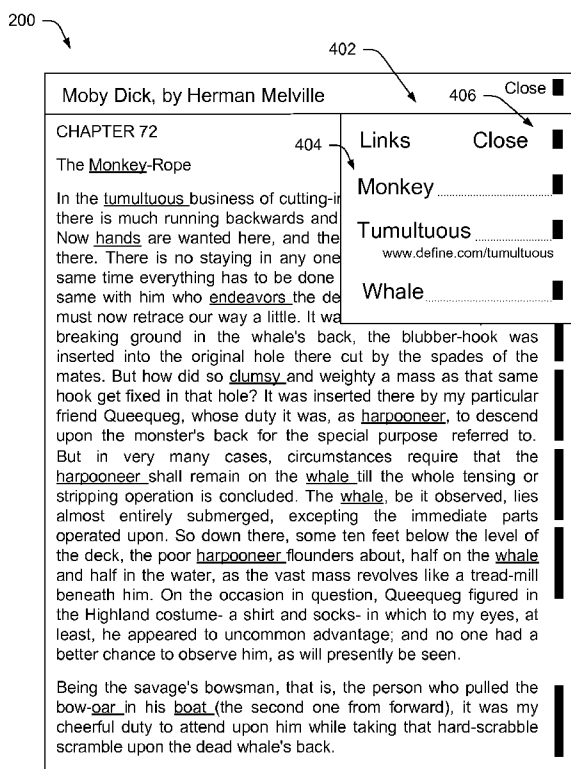 200
402
Moby Dick, by Herman Melville
Close
406
CHAPTER 72
404
Links Close
The Monkey-Rope
Monkey
In the tumultuous business of cutting-in
there is much running backwards and
Tumultuous
Now hands are wanted here, and the
www.define.com/tumultuous
there. There is no staying in any one
same time everything has to be done
Whale
same with him who endeavors the de
must now retrace our way a little. It wa
breaking ground in the whale's back, the blubber-hook was
inserted into the original hole there cut by the spades of the
mates. But how did so clumsy and weighty a mass as that same
hook get fixed in that hole? It was inserted there by my particular
friend Queequeg, whose duty it was, as harpooneer, to descend
upon the monster's back for the special purpose referred to.
But in very many cases, circumstances require that the
harpooneer shall remain on the whale till the whole tensing or
stripping operation is concluded. The whale, be it observed, lies
almost entirely submerged, excepting the immediate parts
operated upon. So down there, some ten feet below the level of
the deck, the poor harpooneer flounders about, half on the whale
and half in the water, as the vast mass revolves like a tread-mill
beneath him. On the occasion in question, Queequeg figured in
the Highland costume- a shirt and socks- in which to my eyes, at
least, he appeared to uncommon advantage; and no one had a
better chance to observe him, as will presently be seen.
Being the savage's bowsman, that is, the person who pulled the
bow-oar in his boat (the second one from forward), it was my
cheerful duty to attend upon him while taking that hard-scrabble
scramble upon the dead whale's back.